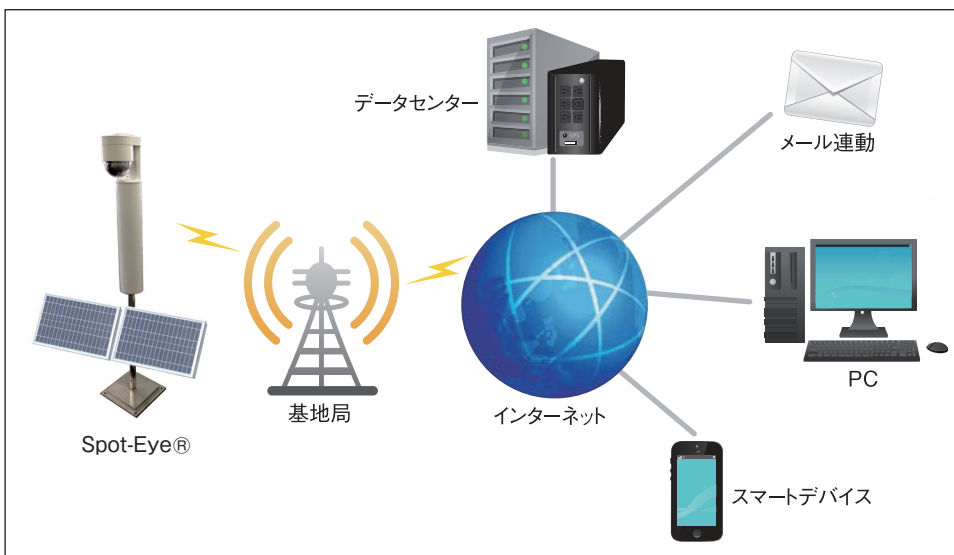 データセンター
メール連動
PC
スマートデバイス
インターネット
基地局
Spot-Eye®